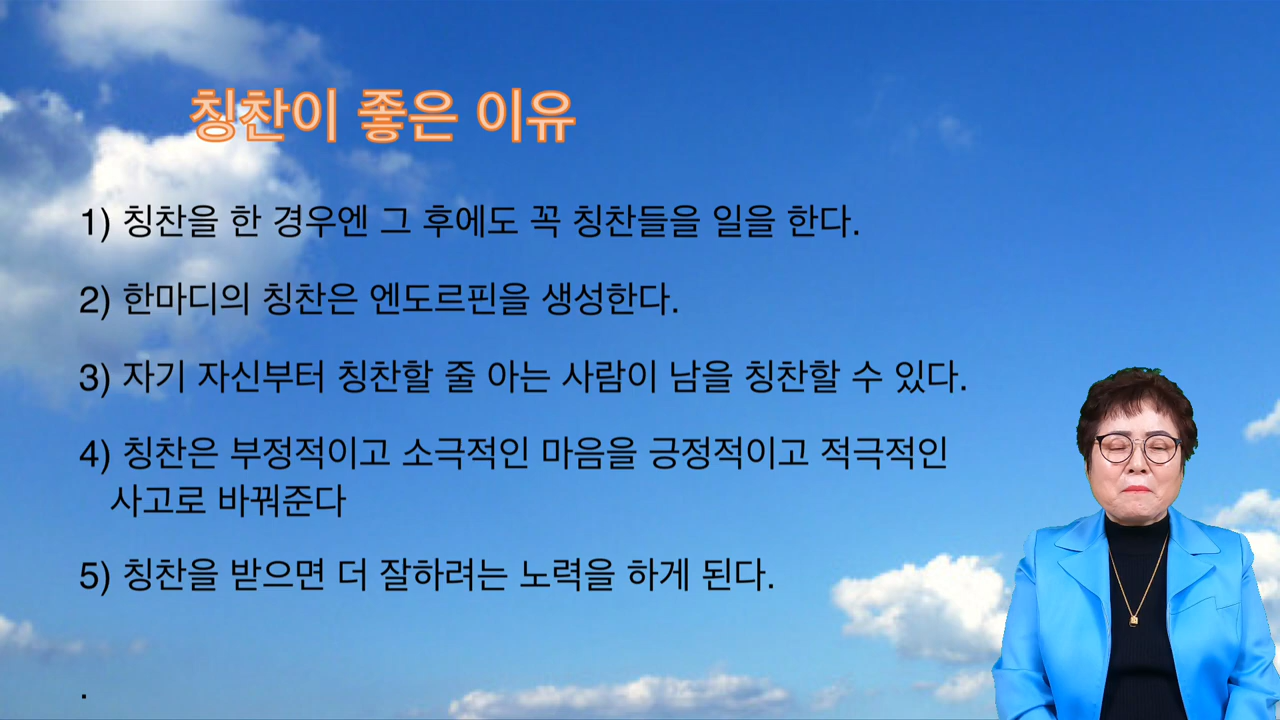 칭찬이 좋은 이유
1) 칭찬을 한 경우엔 그 후에도 꼭 칭찬들을 일을 한다.
2) 한마디의 칭찬은 엔도르핀을 생성한다.
3) 자기 자신부터 칭찬할 줄 아는 사람이 남을 칭찬할 수 있다.
4) 칭찬은 부정적이고 소극적인 마음을 긍정적이고 적극적인
사고로 바꿔준다
5) 칭찬을 받으면 더 잘하려는 노력을 하게 된다.
.